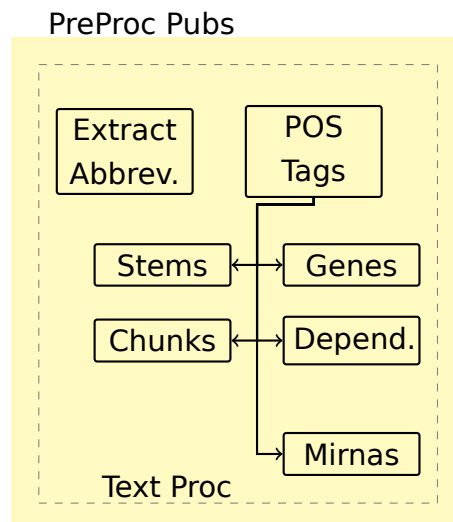 PreProc Pubs
Extract
Abbrev.
POS
Tags
Stems
Genes
Chunks
Depend.
Mirnas
Text Proc